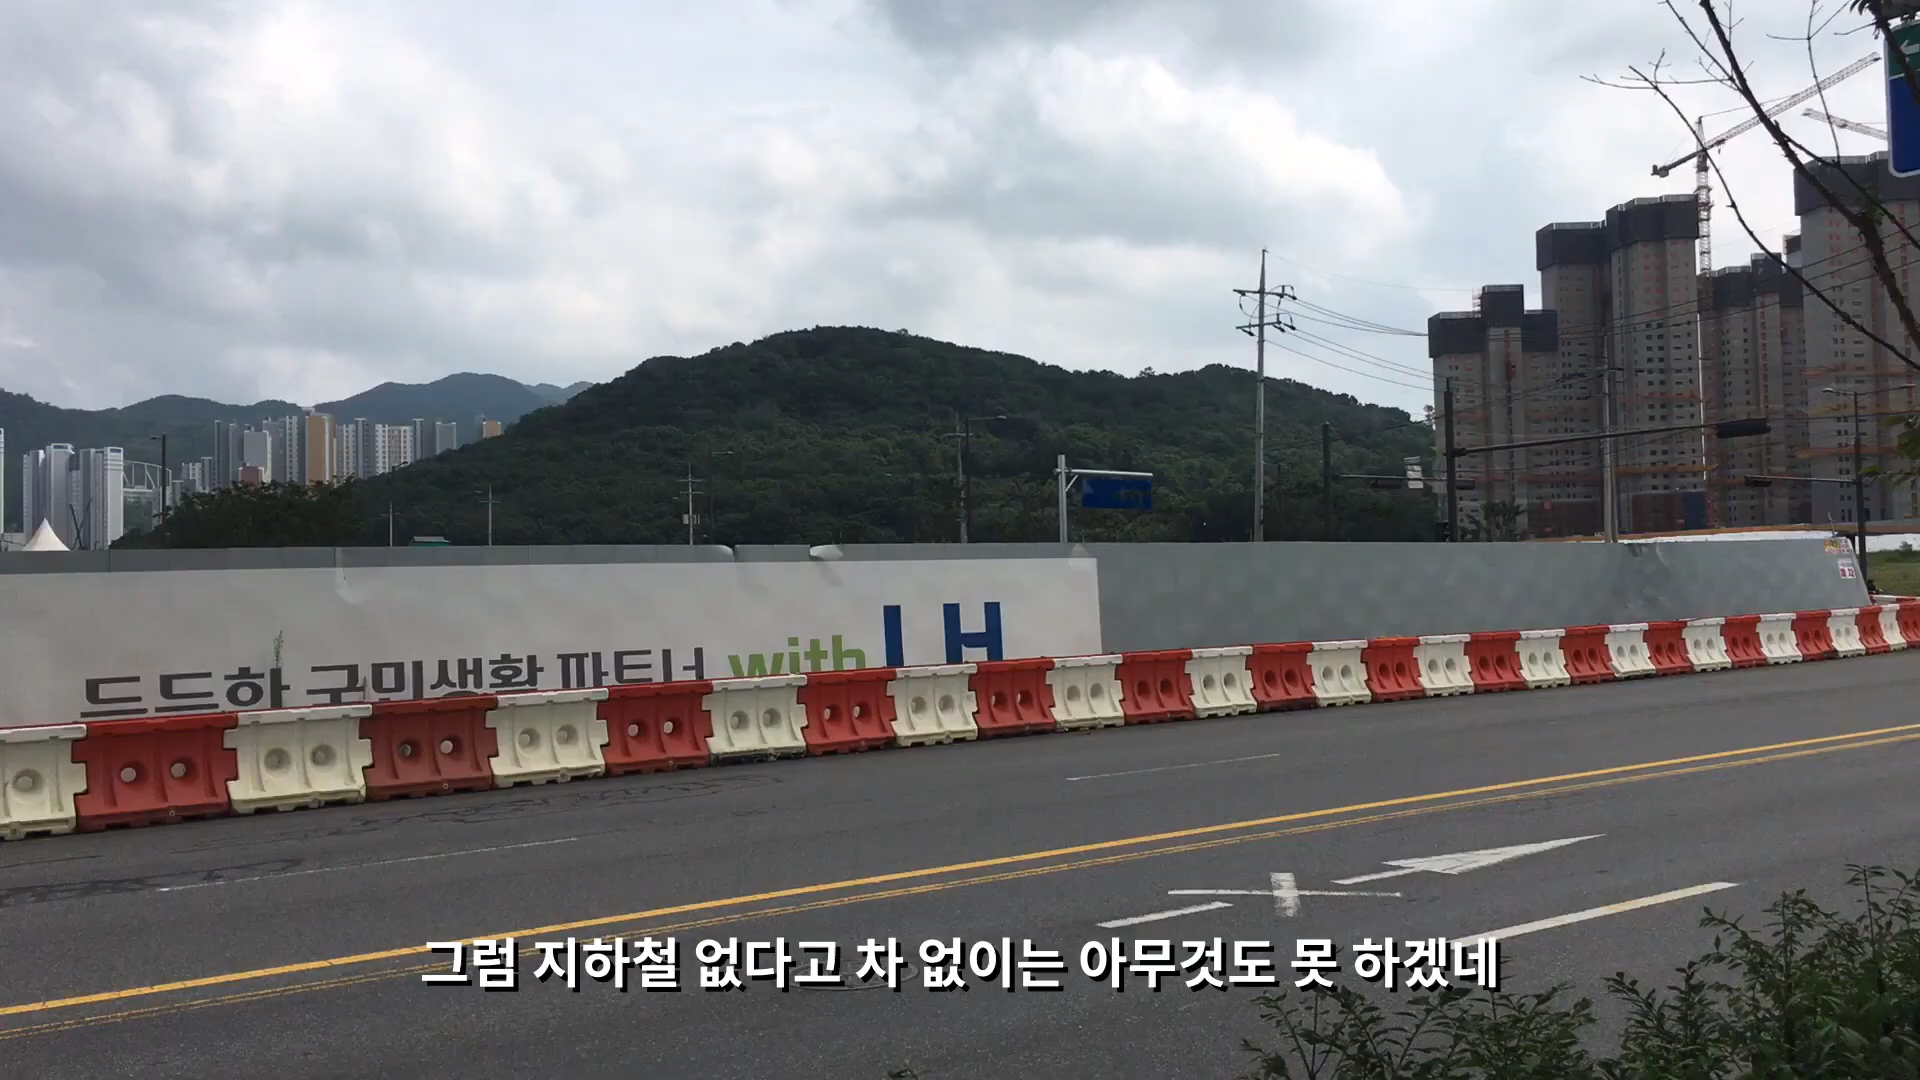 든든한 국민생활 파트너 with LH
그럼 지하철 없다고 차 없이는 아무것도 못 하겠네